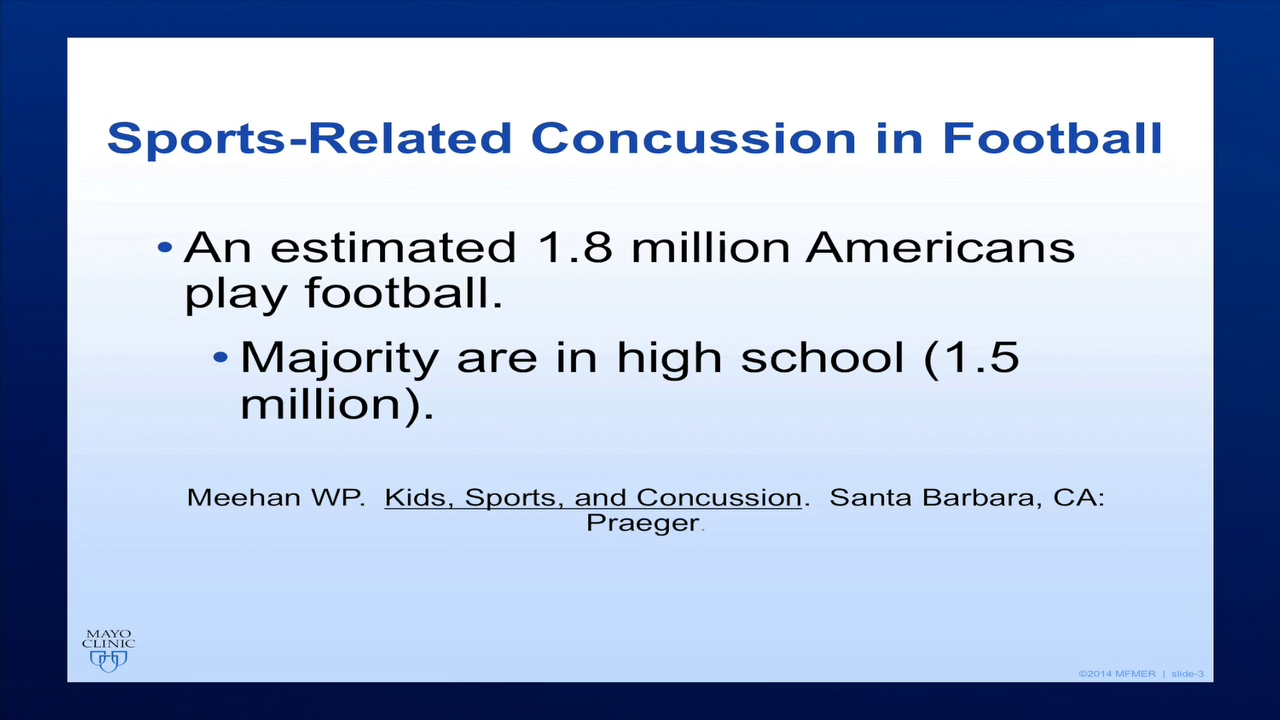 Sports-Related Concussion in Football
• An estimated 1.8 million Americans
play football.
• Majority are in high school (1.5
million).
Meehan WP. Kids, Sports, and Concussion. Santa Barbara, CA:
Praeger.
MAYO
CLINIC
©2014 MFMER | slide-3